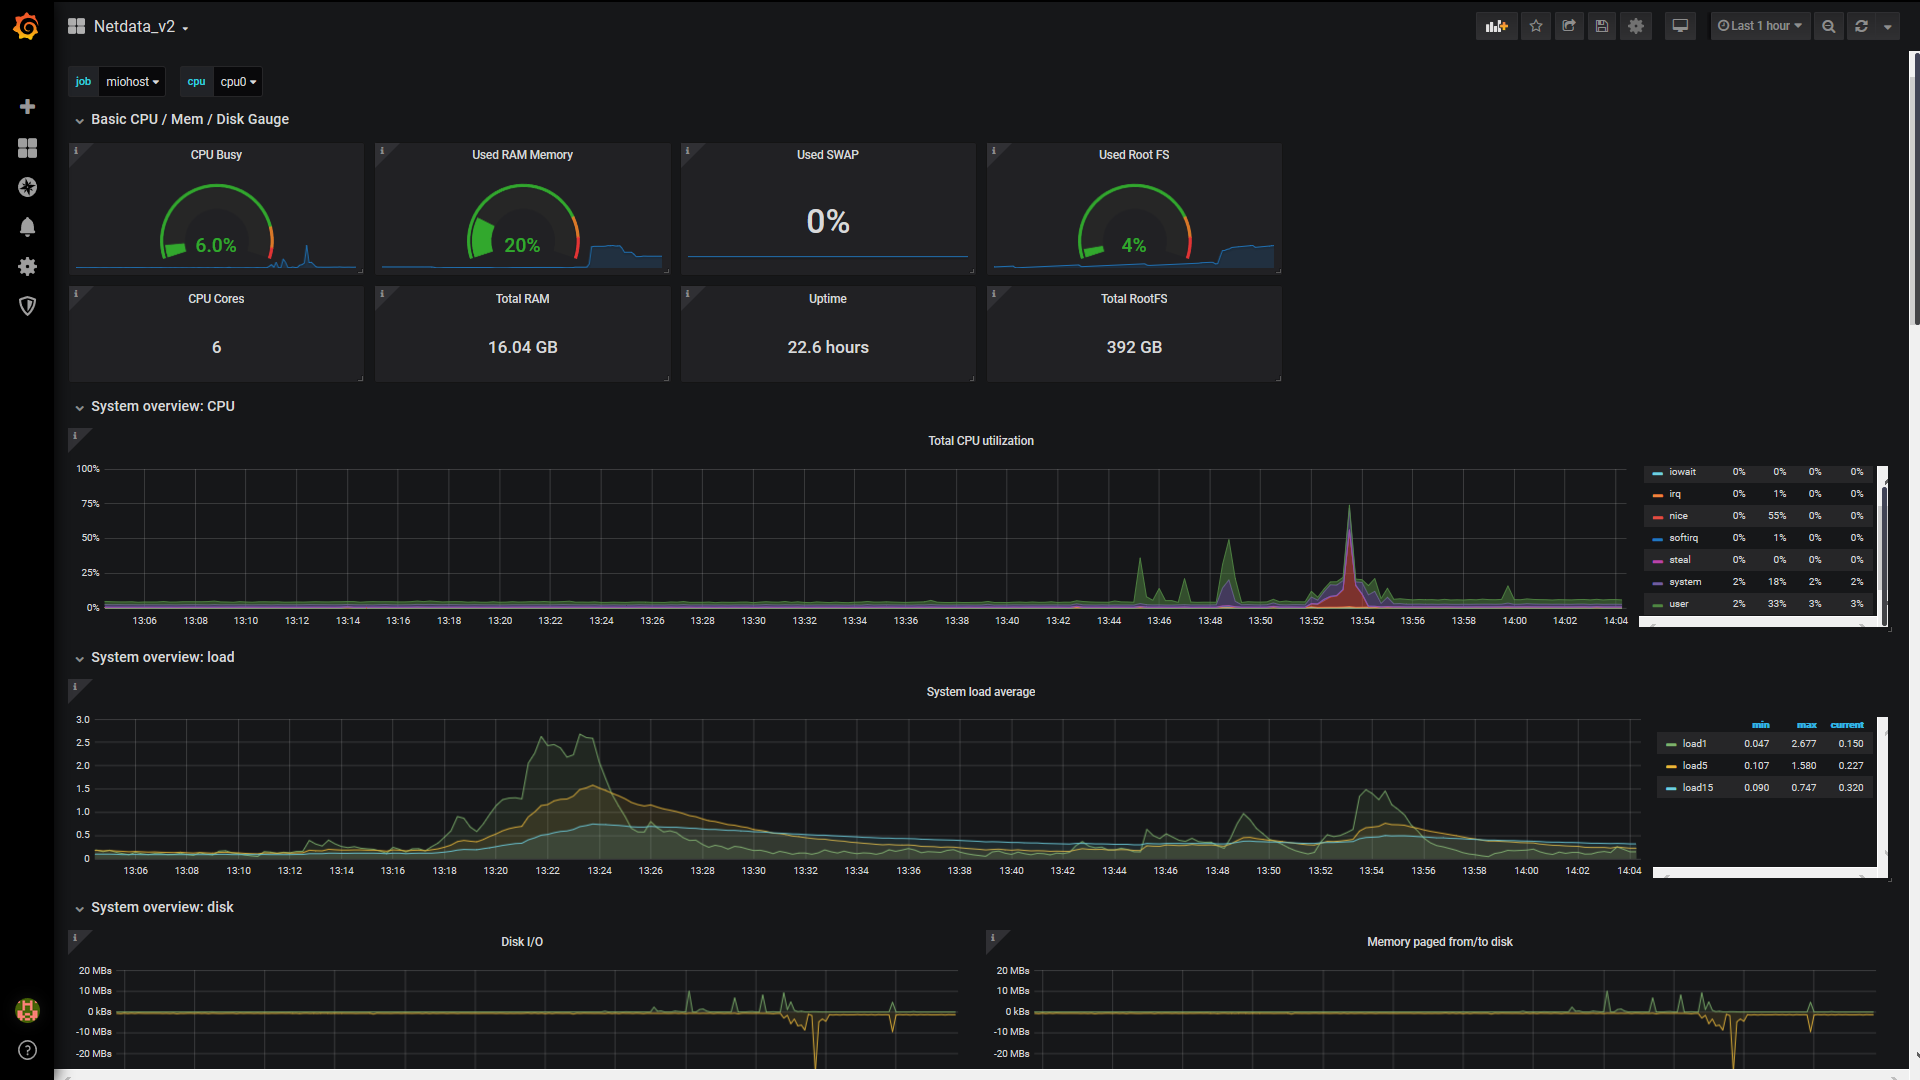 Netdata_v2
Last 1 hour
job miohost cpu cpu0
Basic CPU / Mem / Disk Gauge
CPU Busy
6.0%
Used RAM Memory
20%
Used SWAP
0%
Used Root FS
4%
CPU Cores
6
Total RAM
16.04 GB
Uptime
22.6 hours
Total RootFS
392 GB
System overview: CPU
Total CPU utilization
100%
75%
50%
25%
0%
13:06 13:08 13:10 13:12 13:14 13:16 13:18 13:20 13:22 13:24 13:26 13:28 13:30 13:32 13:34 13:36 13:38 13:40 13:42 13:44 13:46 13:48 13:50 13:52 13:54 13:56 13:58 14:00 14:02 14:04
iowait 0% 0% 0% 0%
irq 0% 1% 0% 0%
nice 0% 55% 0% 0%
softirq 0% 1% 0% 0%
steal 0% 0% 0% 0%
system 2% 18% 2% 2%
user 2% 33% 3% 3%
System overview: load
System load average
3.0
2.5
2.0
1.5
1.0
0.5
0
13:06 13:08 13:10 13:12 13:14 13:16 13:18 13:20 13:22 13:24 13:26 13:28 13:30 13:32 13:34 13:36 13:38 13:40 13:42 13:44 13:46 13:48 13:50 13:52 13:54 13:56 13:58 14:00 14:02 14:04
min max current
load1 0.047 2.677 0.150
load5 0.107 1.580 0.227
load15 0.090 0.747 0.320
System overview: disk
Disk I/O
20 MBs
10 MBs
0 kBs
-10 MBs
-20 MBs
Memory paged from/to disk
20 MBs
10 MBs
0 kBs
-10 MBs
-20 MBs